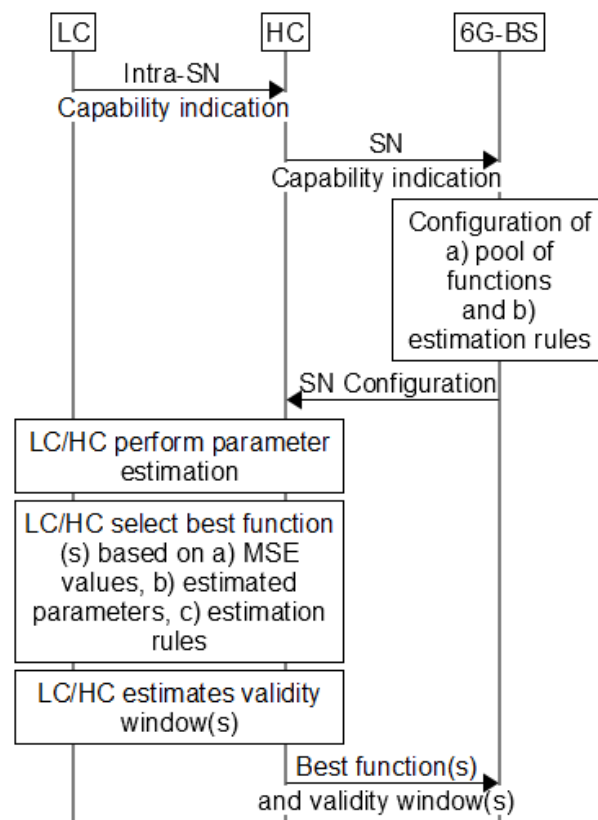 LC HC 6G-BS
Intra-SN
Capability indication
SN
Capability indication
Configuration of
a) pool of
functions
and b)
estimation rules
SN Configuration
LC/HC perform parameter
estimation
LC/HC select best function
(s) based on a) MSE
values, b) estimated
parameters, c) estimation
rules
LC/HC estimates validity
window(s)
Best function(s)
and validity window(s)